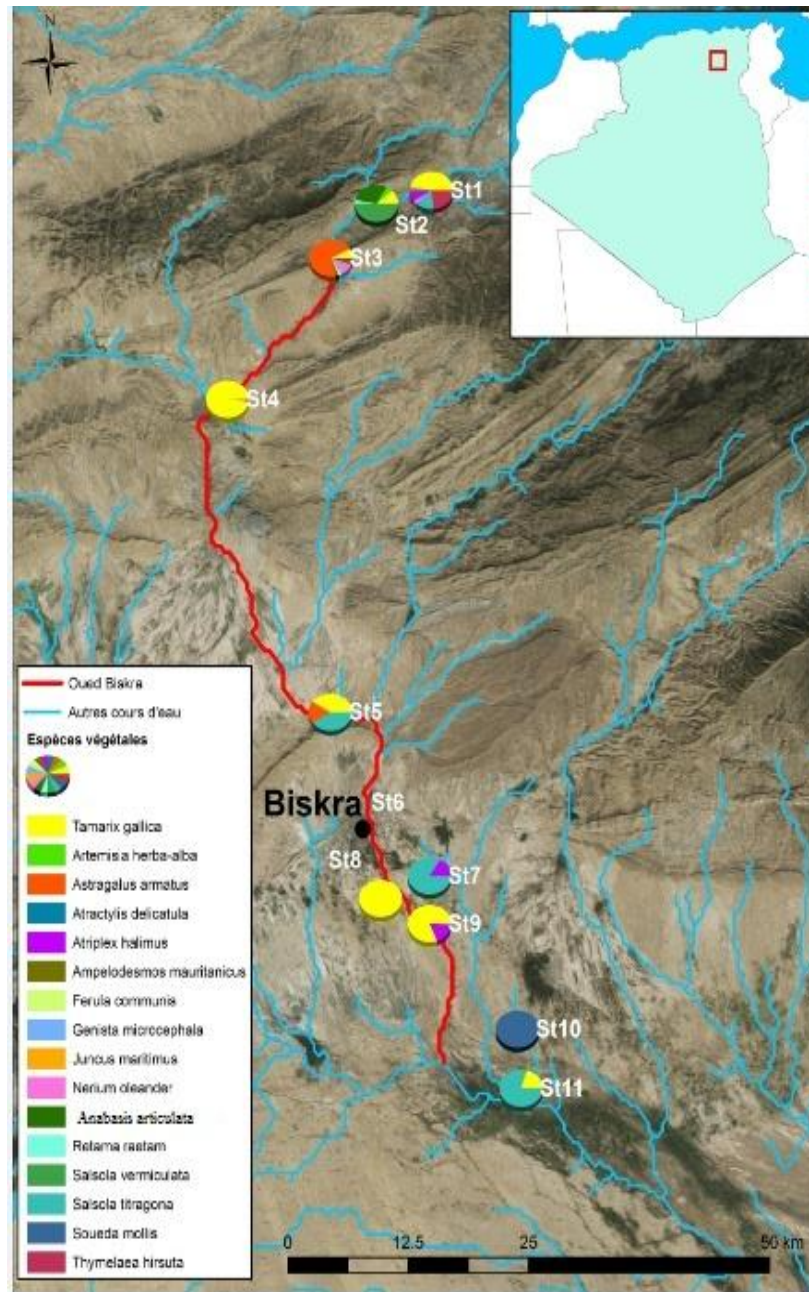 N
St1
St2
St3
St4
St5
Biskra
St6
St8
St7
St9
St10
St11
Oued Biskra
Autres cours d'eau
Espèces végétales
Tamarix gallica
Artemisia herba-alba
Astragalus armatus
Atractylis delicatula
Atriplex halimus
Ampelodesmos mauritanicus
Ferula communis
Genista microcephala
Juncus maritimus
Nerium oleander
Anabasis articulata
Retama raetam
Salsola vermiculata
Salsola titragona
Soueda mollis
Thymelaea hirsuta
0 12.5 25 50 km